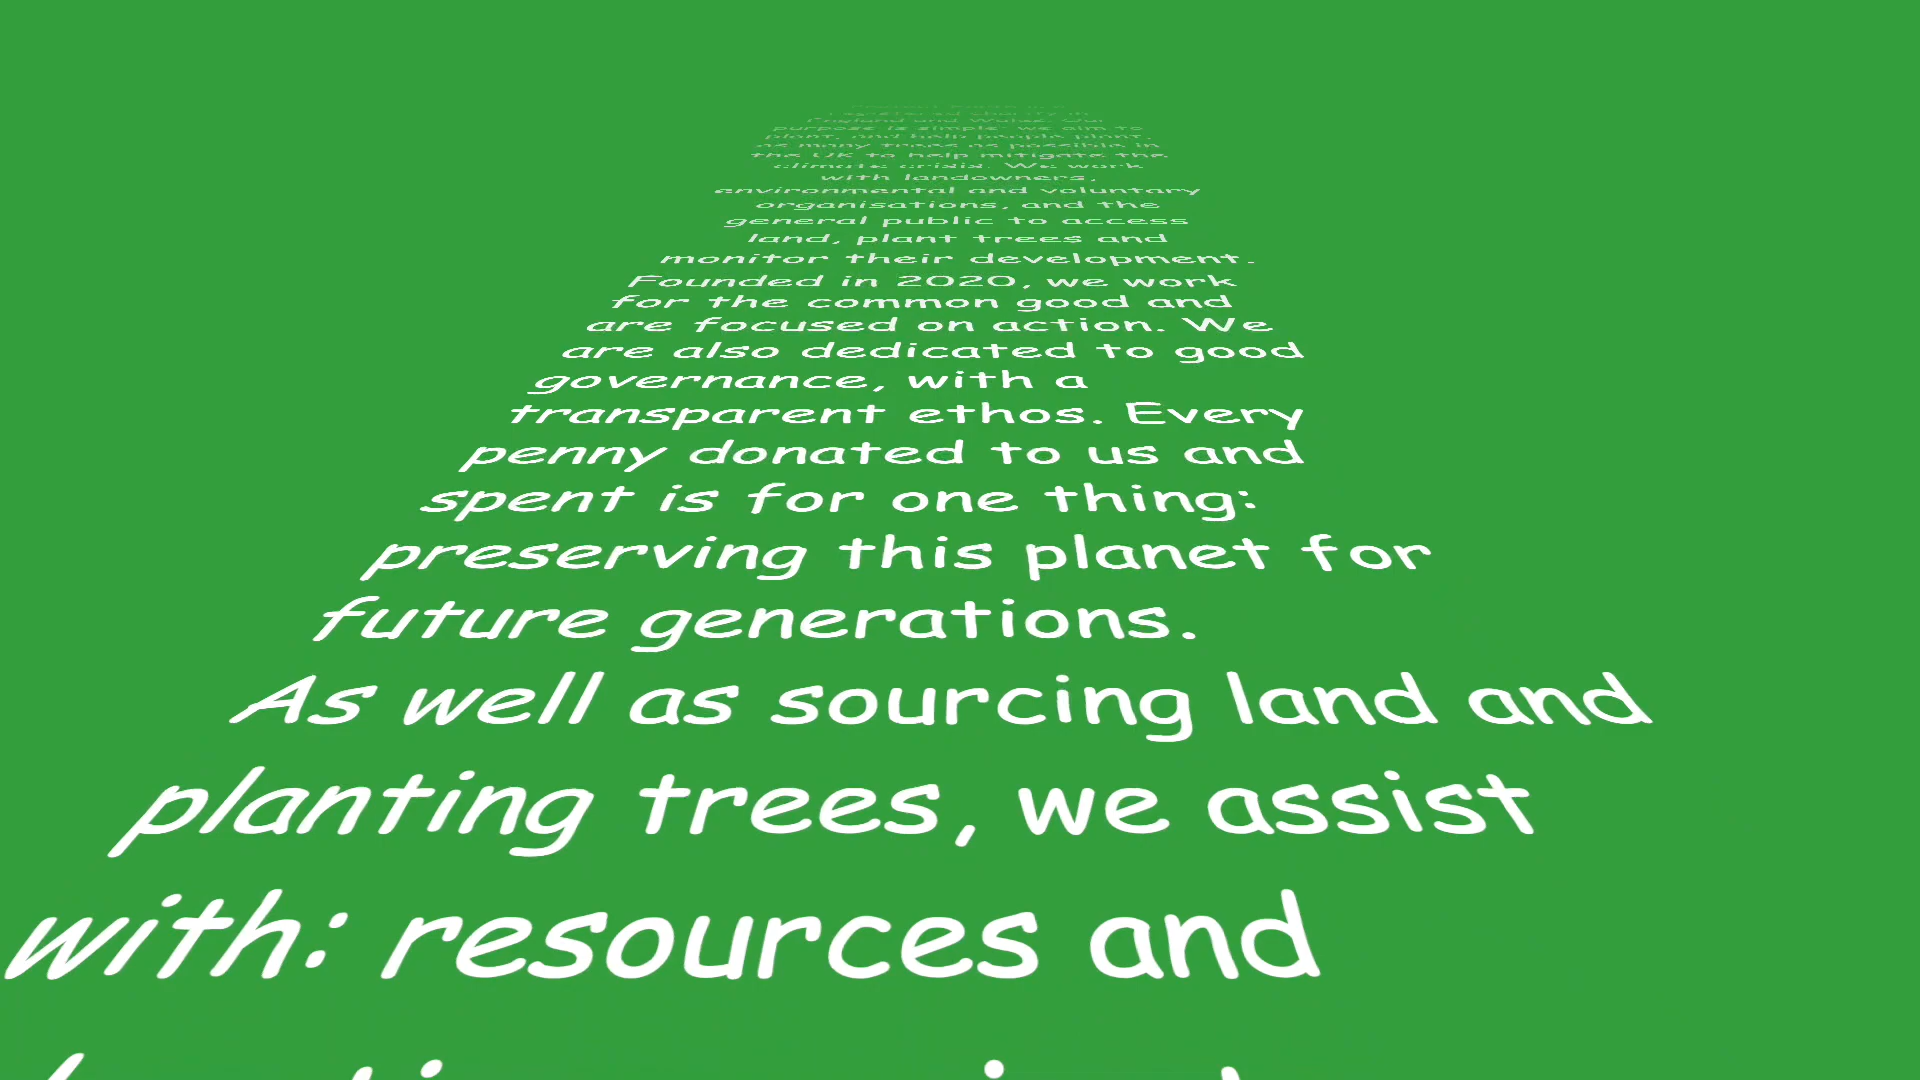 registered charity in
England and Wales. Our
purpose is simple: we aim to
plant, and help people plant,
as many trees as possible in
the UK to help mitigate the
climate crisis. We work
with landowners,
environmental and voluntary
organisations, and the
general public to access
land, plant trees and
monitor their development.
Founded in 2020, we work
for the common good and
are focused on action. We
are also dedicated to good
governance, with a
transparent ethos. Every
penny donated to us and
spent is for one thing:
preserving this planet for
future generations.
As well as sourcing land and
planting trees, we assist
with: resources and